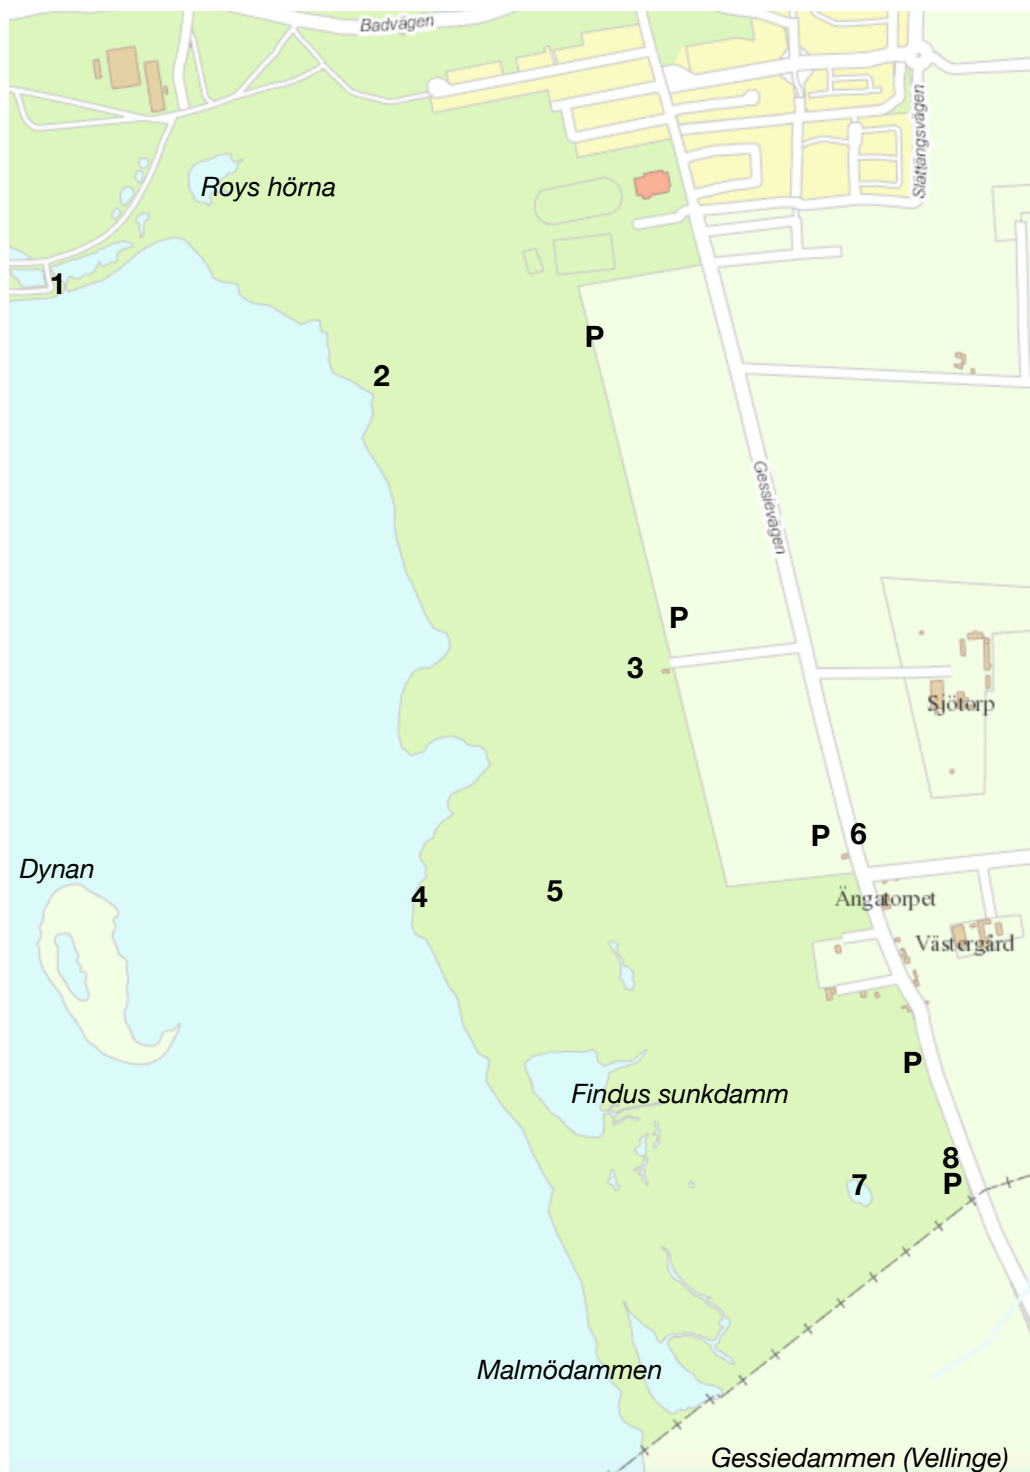 Badvägen
Slättängsvägen
Roys hörna
1
P
2
Gessievägen
P
3
Sjötorp
P
6
Dynan
4
5
Ängatorpet
Västergård
P
Findus sunkdamm
8
7
P
Malmödammen
Gessiedammen (Vellinge)